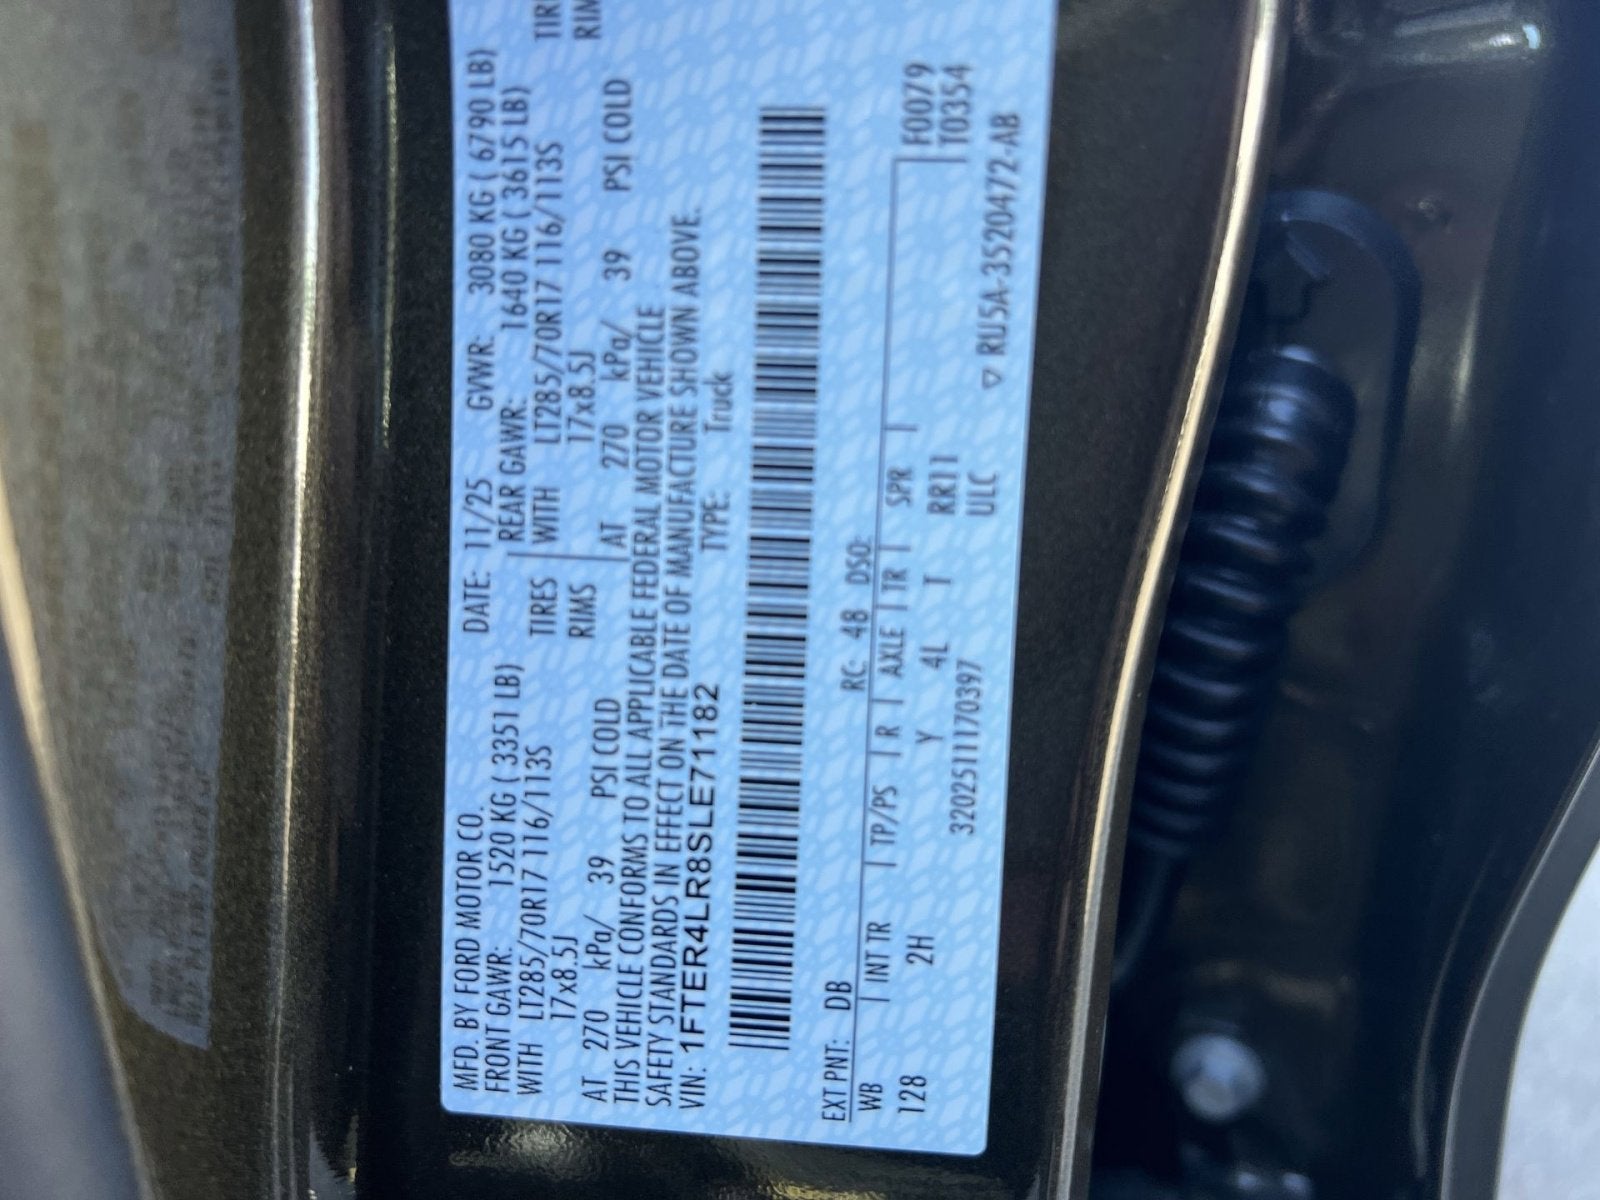 MFD. BY FORD MOTOR CO. DATE: 11/25 GVWR: 3080 KG ( 6790 LB)
FRONT GAWR: 1520 KG ( 3351 LB) REAR GAWR: 1640 KG ( 3615 LB)
WITH LT285/70R17 116/113S TIRES WITH LT285/70R17 116/113S TIR
17x8.5J RIMS 17x8.5J RIM
AT 270 kPa/ 39 PSI COLD AT 270 kPa/ 39 PSI COLD
THIS VEHICLE CONFORMS TO ALL APPLICABLE FEDERAL MOTOR VEHICLE
SAFETY STANDARDS IN EFFECT ON THE DATE OF MANUFACTURE SHOWN ABOVE.
VIN: 1FTER4LR8SLE71182 TYPE: Truck
EXT PNT: DB RC: 48 DSO: F0079
WB INT TR TP/PS R AXLE TR SPR T0354
128 2H Y 4L T RR11
320251117 0397 ULC
▽ RU5A-3520472-AB